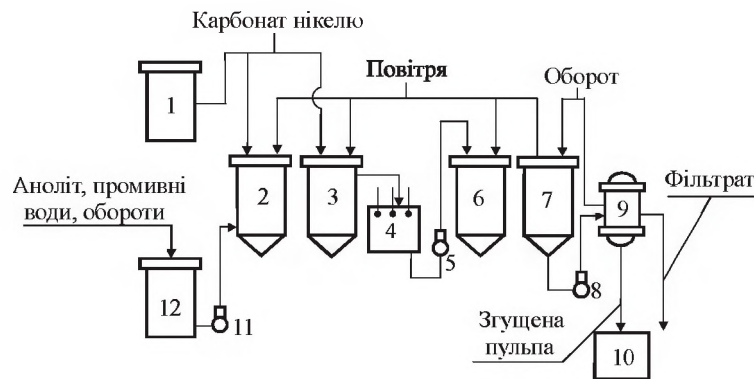 Карбонат нікелю
Повітря
Оборот
1
2
3
4
5
6
7
8
9
Фільтрат
Аноліт, промивні
води, обороти
12
11
Згущена
пульпа
10